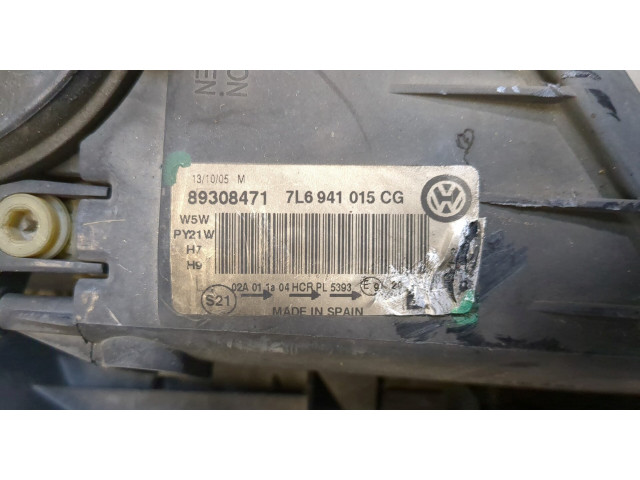 13/10/05 M
89308471 7L6 941 015 CG
W5W
PY21W
H7
H9
02A 01 1a 04 HCR PL 5393 E9
S21
MADE IN SPAIN